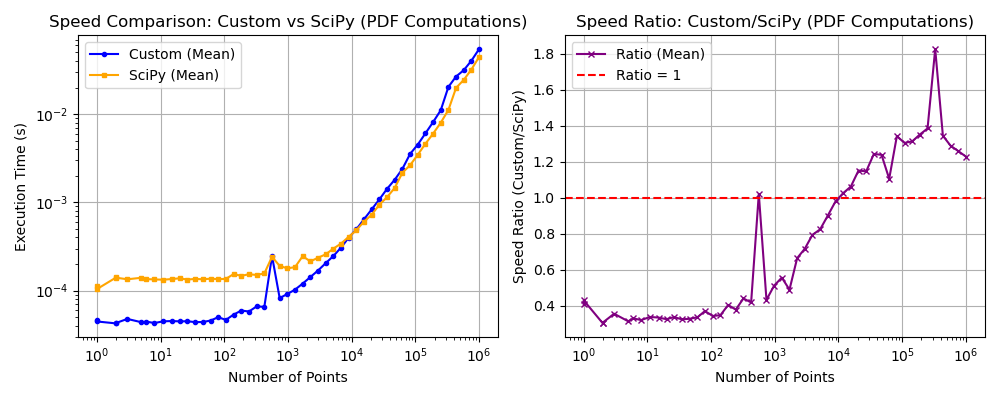 Speed Comparison: Custom vs SciPy (PDF Computations)
Custom (Mean)
SciPy (Mean)
Execution Time (s)
10⁻²
10⁻³
10⁻⁴
10⁰ 10¹ 10² 10³ 10⁴ 10⁵ 10⁶
Number of Points
Speed Ratio: Custom/SciPy (PDF Computations)
Ratio (Mean)
Ratio = 1
Speed Ratio (Custom/SciPy)
1.8
1.6
1.4
1.2
1.0
0.8
0.6
0.4
10⁰ 10¹ 10² 10³ 10⁴ 10⁵ 10⁶
Number of Points